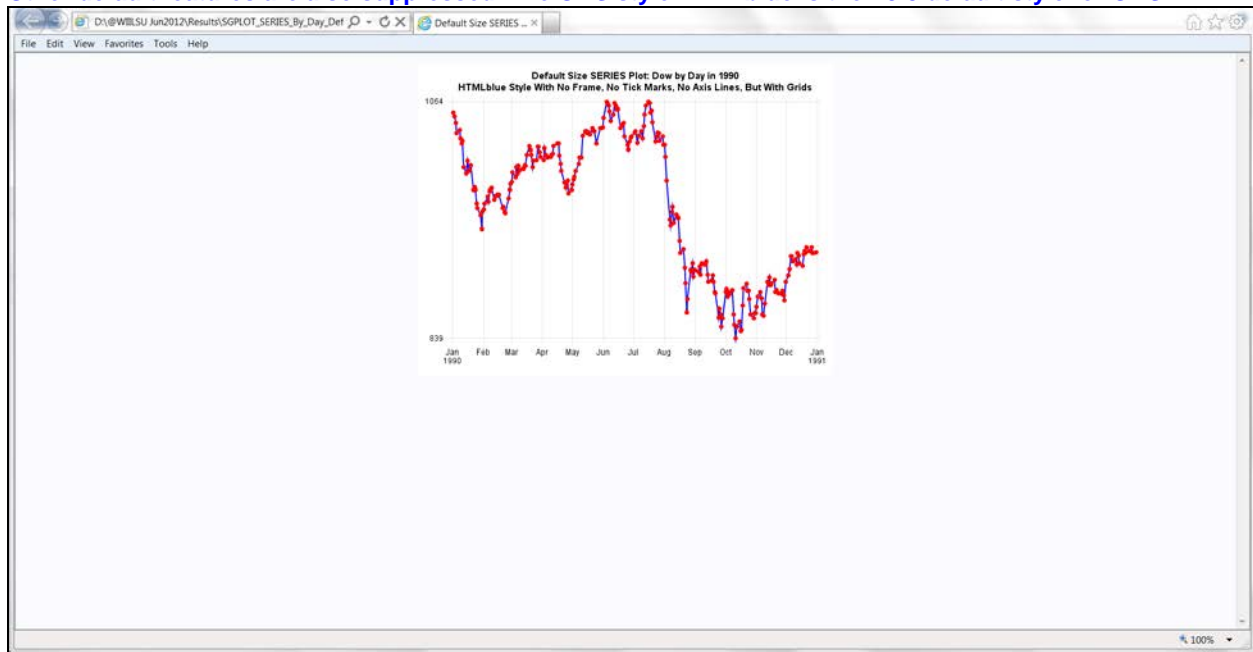 D:\@WIILSU Jun2012\Results\SGPLOT_SERIES_By_Day_Def
Default Size SERIES ...
File Edit View Favorites Tools Help
Default Size SERIES Plot: Dow by Day in 1990
HTMLblue Style With No Frame, No Tick Marks, No Axis Lines, But With Grids
1064
839
Jan Feb Mar Apr May Jun Jul Aug Sep Oct Nov Dec Jan
1990 1991
100%